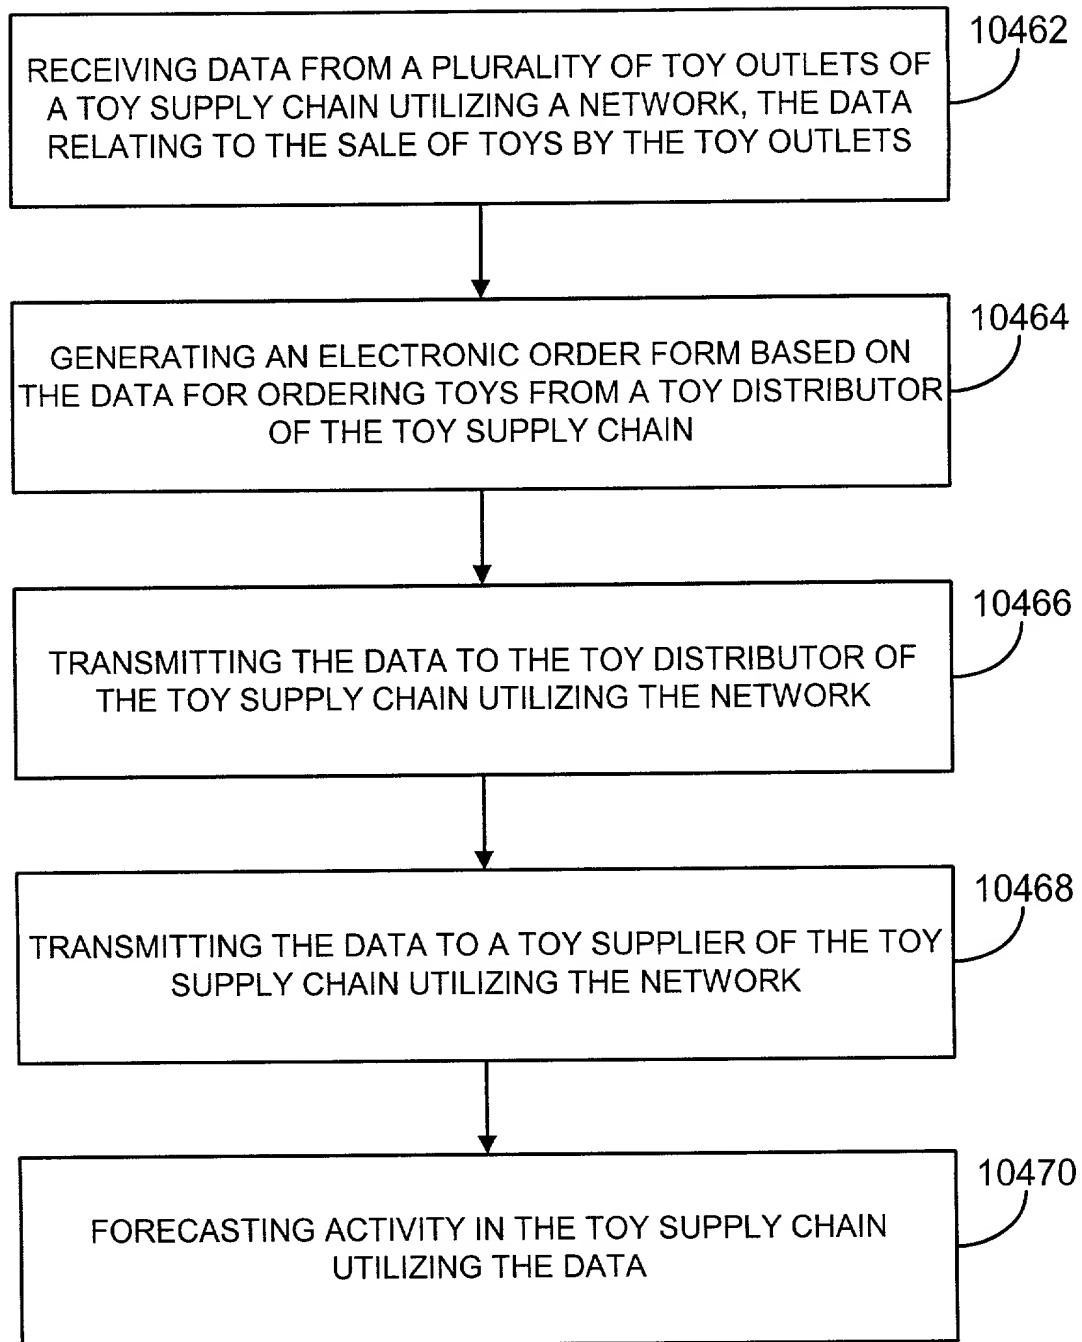 10462
RECEIVING DATA FROM A PLURALITY OF TOY OUTLETS OF
A TOY SUPPLY CHAIN UTILIZING A NETWORK, THE DATA
RELATING TO THE SALE OF TOYS BY THE TOY OUTLETS
10464
GENERATING AN ELECTRONIC ORDER FORM BASED ON
THE DATA FOR ORDERING TOYS FROM A TOY DISTRIBUTOR
OF THE TOY SUPPLY CHAIN
10466
TRANSMITTING THE DATA TO THE TOY DISTRIBUTOR OF
THE TOY SUPPLY CHAIN UTILIZING THE NETWORK
10468
TRANSMITTING THE DATA TO A TOY SUPPLIER OF THE TOY
SUPPLY CHAIN UTILIZING THE NETWORK
10470
FORECASTING ACTIVITY IN THE TOY SUPPLY CHAIN
UTILIZING THE DATA